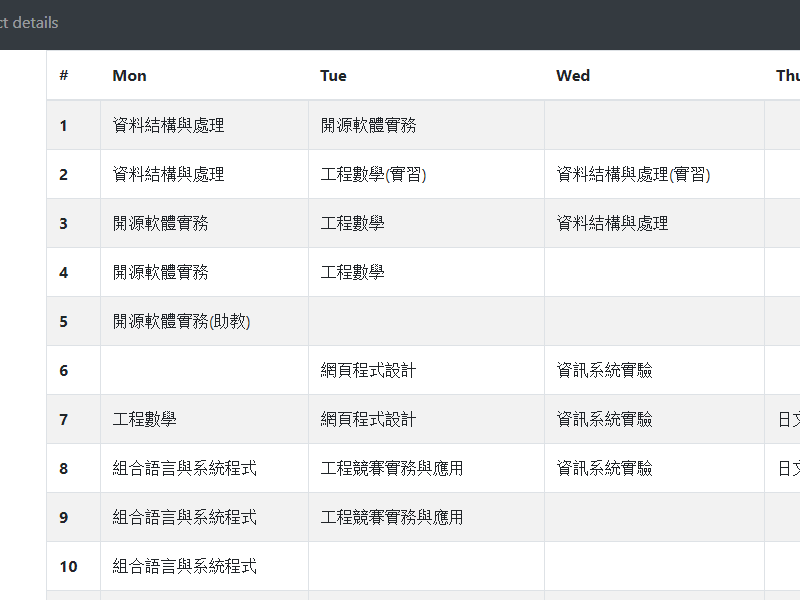 ct details
# Mon Tue Wed Thu
1 資料結構與處理 開源軟體實務
2 資料結構與處理 工程數學(實習) 資料結構與處理(實習)
3 開源軟體實務 工程數學 資料結構與處理
4 開源軟體實務 工程數學
5 開源軟體實務(助教)
6 網頁程式設計 資訊系統實驗
7 工程數學 網頁程式設計 資訊系統實驗 日文
8 組合語言與系統程式 工程競賽實務與應用 資訊系統實驗 日文
9 組合語言與系統程式 工程競賽實務與應用
10 組合語言與系統程式